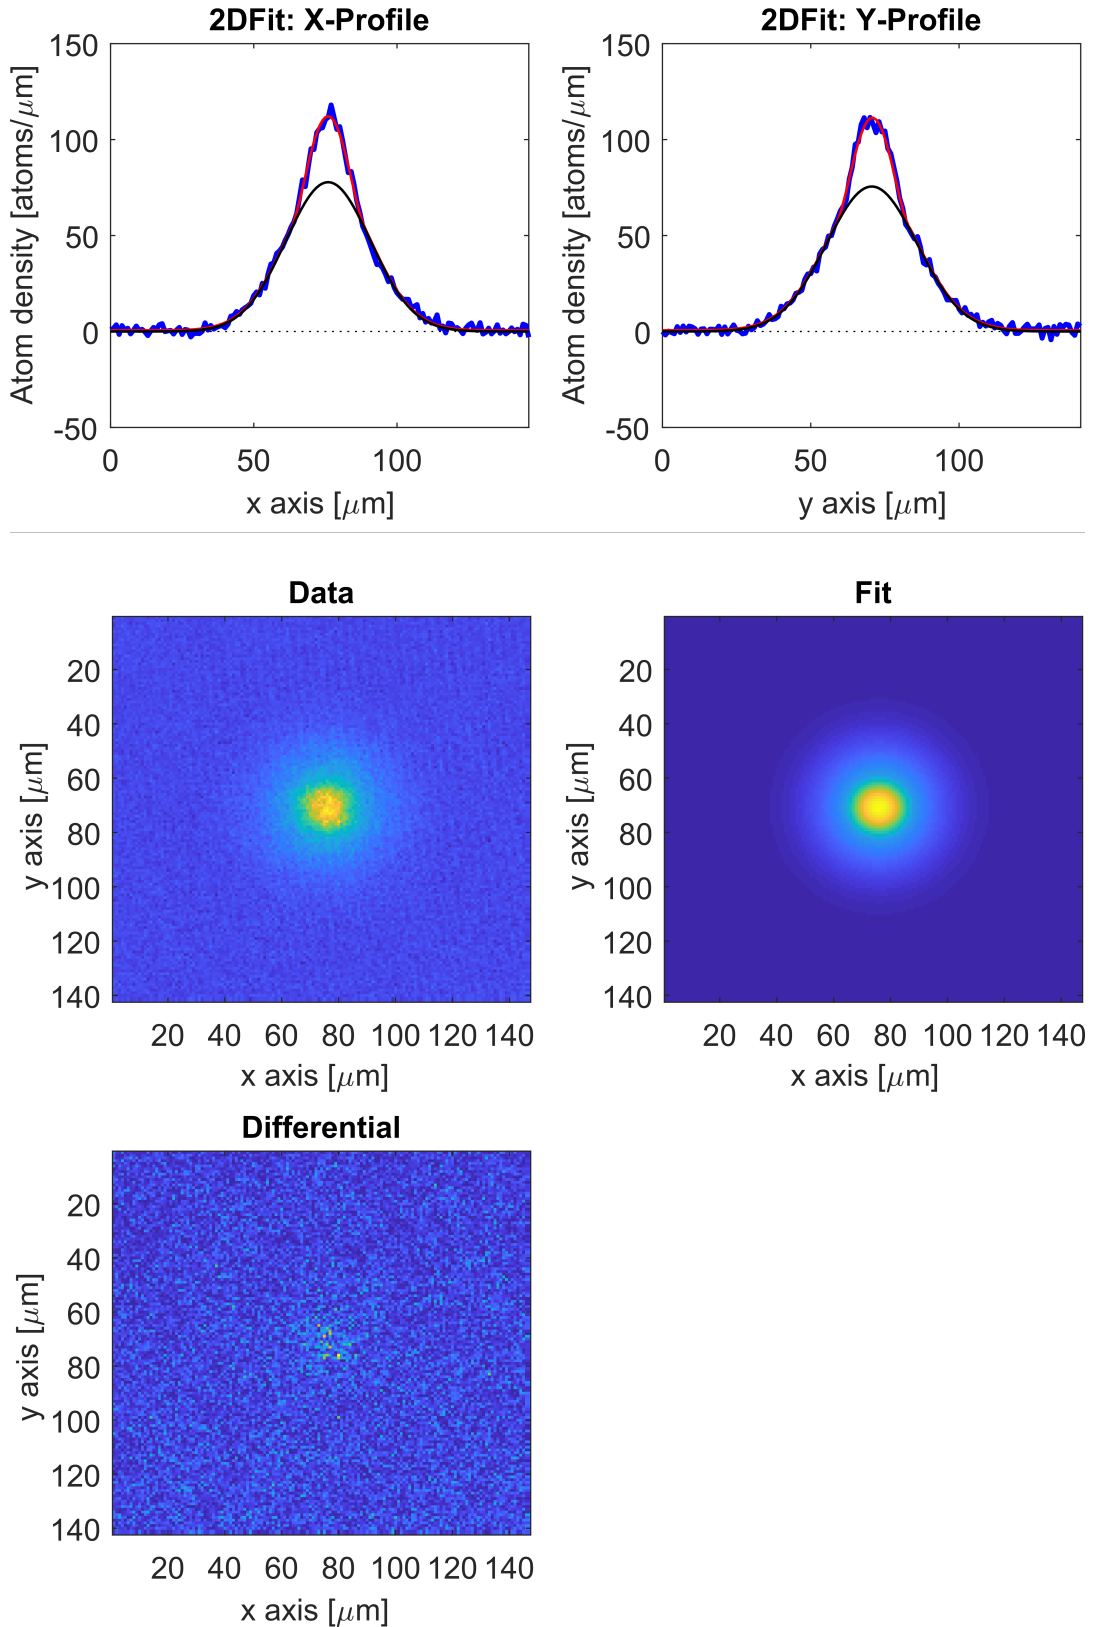 2DFit: X-Profile
Atom density [atoms/μm]
150
100
50
0
-50
0 50 100
x axis [μm]
2DFit: Y-Profile
Atom density [atoms/μm]
150
100
50
0
-50
0 50 100
y axis [μm]
Data
y axis [μm]
20
40
60
80
100
120
140
20 40 60 80 100 120 140
x axis [μm]
Fit
y axis [μm]
20
40
60
80
100
120
140
20 40 60 80 100 120 140
x axis [μm]
Differential
y axis [μm]
20
40
60
80
100
120
140
20 40 60 80 100 120 140
x axis [μm]